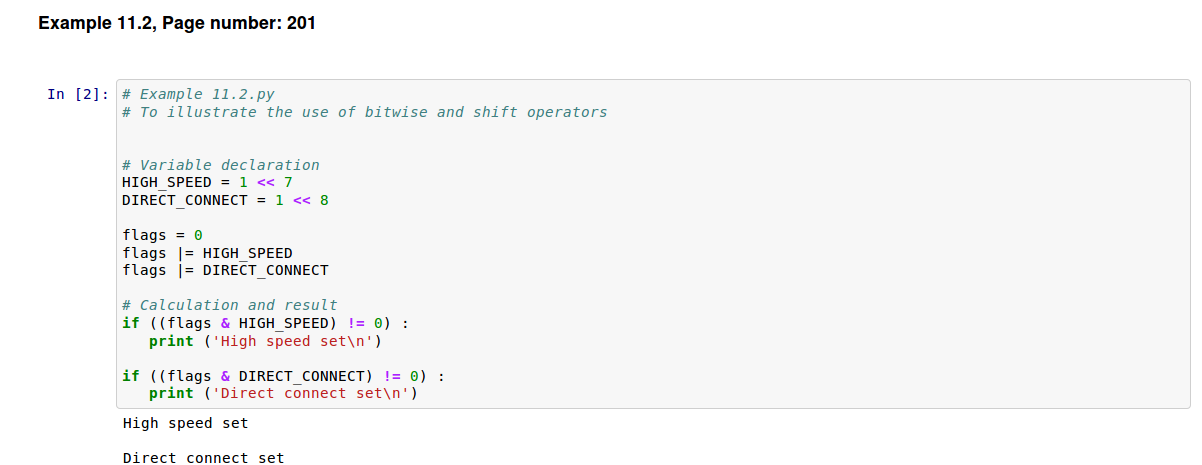 Example 11.2, Page number: 201
In [2]:
# Example 11.2.py
# To illustrate the use of bitwise and shift operators
# Variable declaration
HIGH_SPEED = 1 << 7
DIRECT_CONNECT = 1 << 8
flags = 0
flags |= HIGH_SPEED
flags |= DIRECT_CONNECT
# Calculation and result
if ((flags & HIGH_SPEED) != 0) :
   print ('High speed set\n')
if ((flags & DIRECT_CONNECT) != 0) :
   print ('Direct connect set\n')
High speed set
Direct connect set